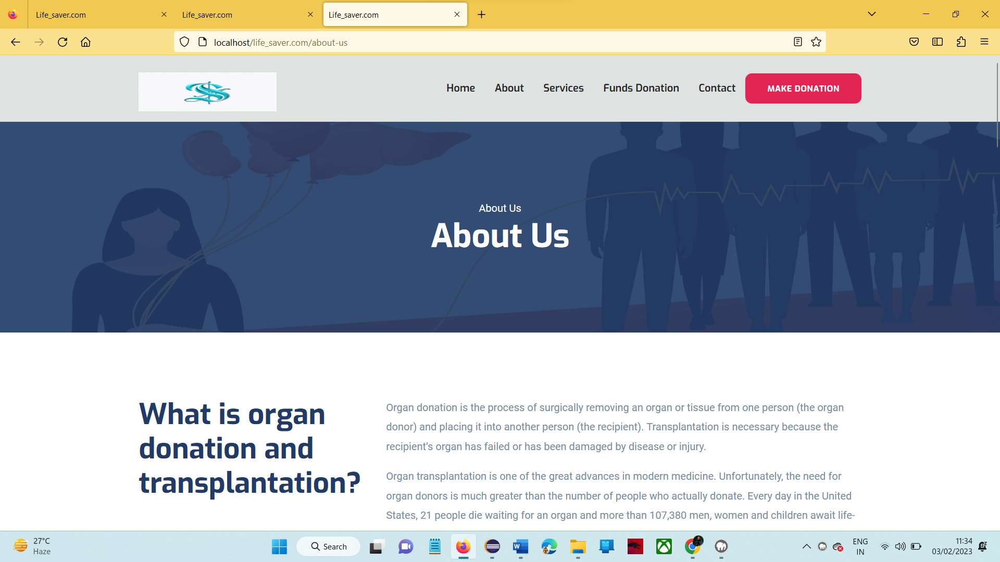 Life_saver.com
Life_saver.com
Life_saver.com
localhost/life_saver.com/about-us
Home
About
Services
Funds Donation
Contact
MAKE DONATION
About Us
About Us
What is organ
donation and
transplantation?
Organ donation is the process of surgically removing an organ or tissue from one person (the organ
donor) and placing it into another person (the recipient). Transplantation is necessary because the
recipient’s organ has failed or has been damaged by disease or injury.
Organ transplantation is one of the great advances in modern medicine. Unfortunately, the need for
organ donors is much greater than the number of people who actually donate. Every day in the United
States, 21 people die waiting for an organ and more than 107,380 men, women and children await life-
27°C
Haze
Search
ENG
IN
11:34
03/02/2023